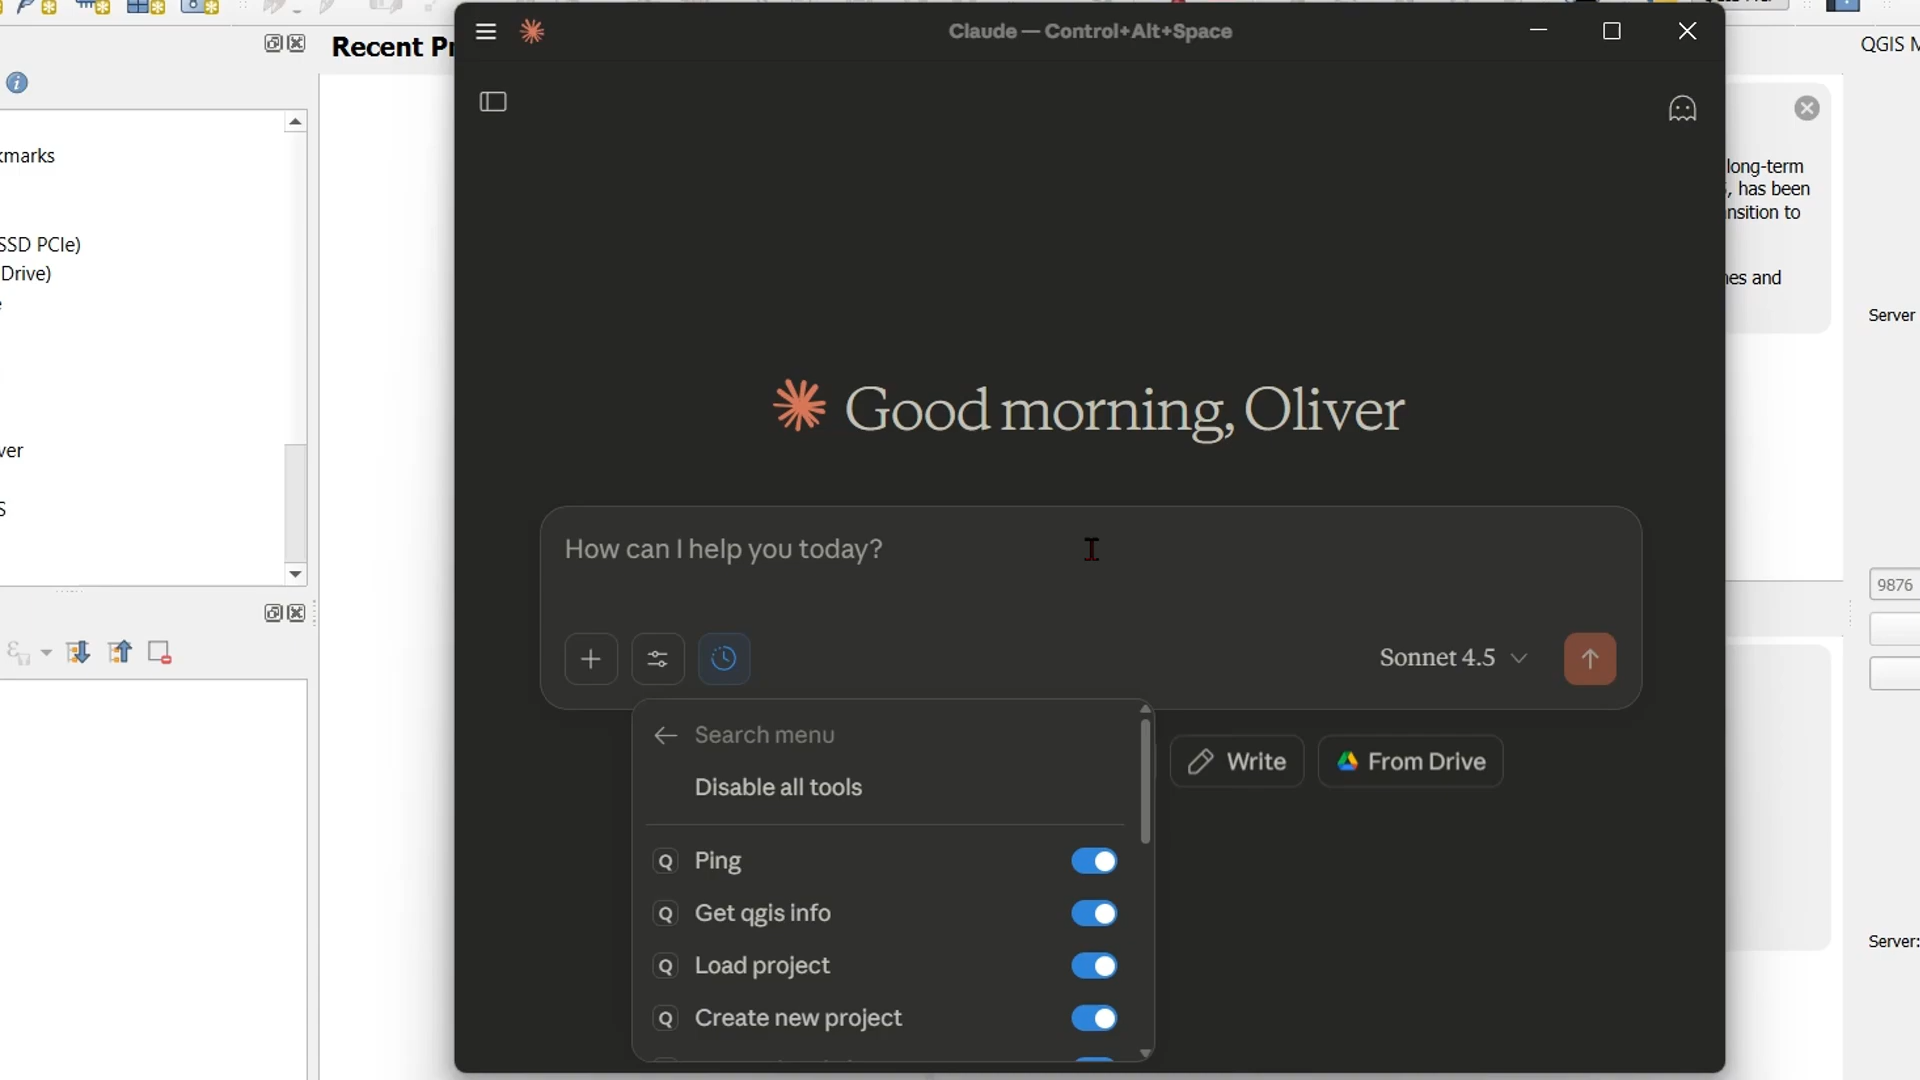 Claude — Control+Alt+Space
Recent Pr
QGIS M
kmarks
SSD PCIe)
Drive)
ver
S
long-term
, has been
nsition to
nes and
Server
9876
Server:
Good morning, Oliver
How can I help you today?
Sonnet 4.5
Search menu
Disable all tools
Write
From Drive
Q Ping
Q Get qgis info
Q Load project
Q Create new project